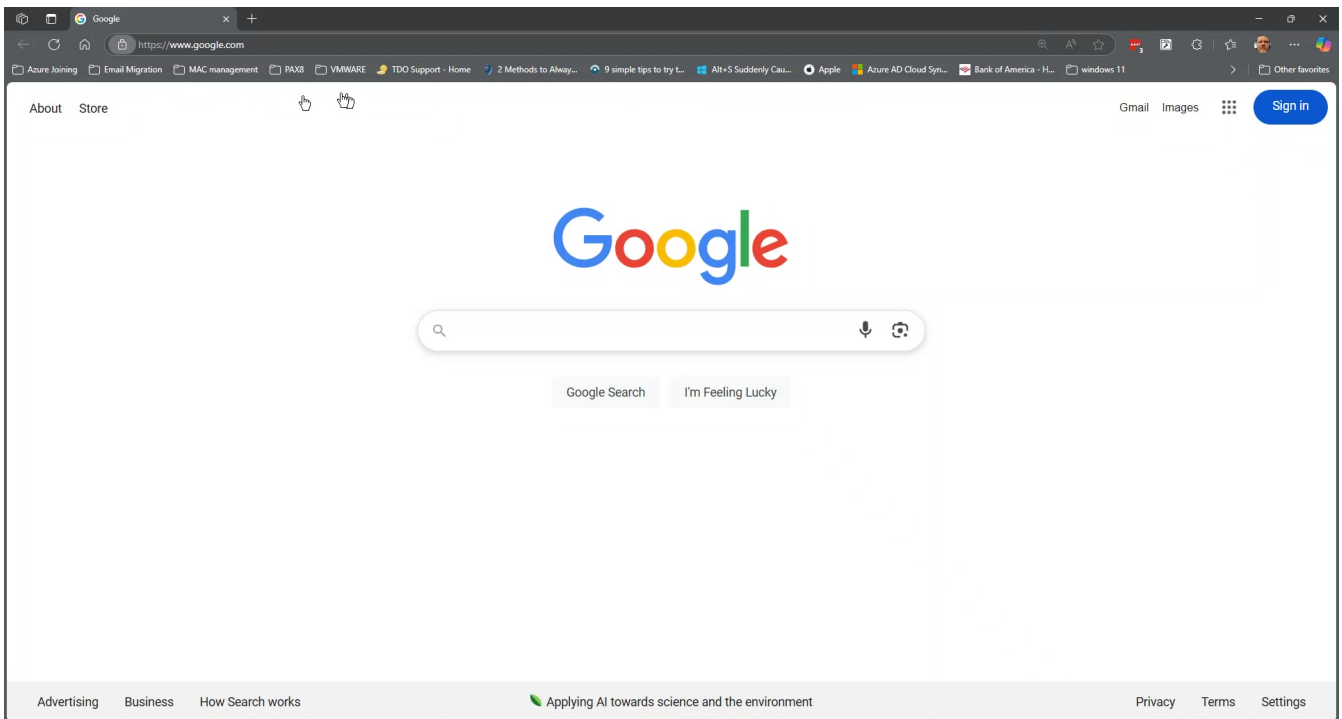 Google
https://www.google.com
3
Azure Joining Email Migration MAC management PAX8 VMWARE TDO Support - Home 2 Methods to Alway... 9 simple tips to try t... Alt+S Suddenly Cau... Apple Azure AD Cloud Syn... Bank of America - H... windows 11 Other favorites
About Store Gmail Images Sign in
Google
Google Search I'm Feeling Lucky
Advertising Business How Search works Applying AI towards science and the environment Privacy Terms Settings